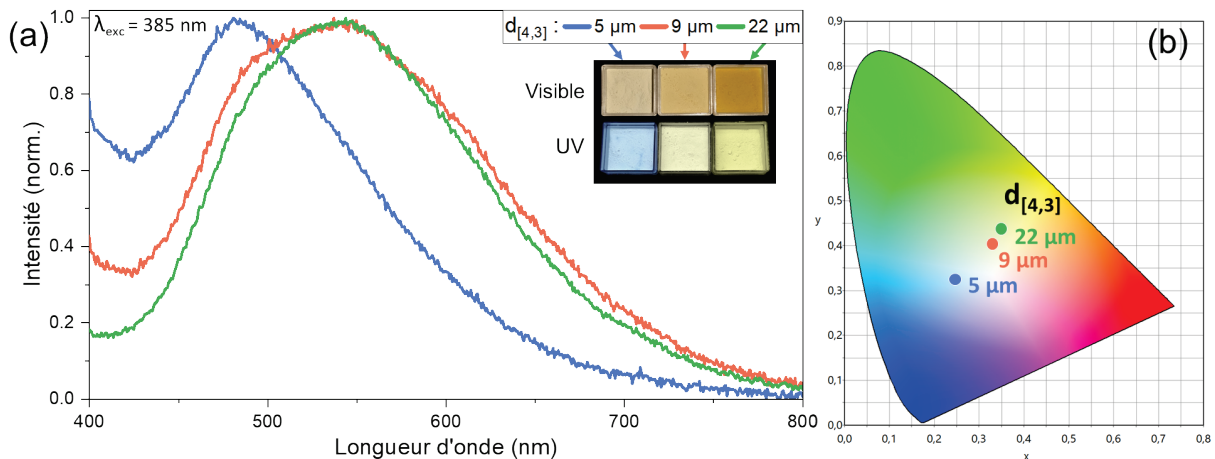 (a)
λexc = 385 nm
d[4,3] : 5 µm 9 µm 22 µm
Visible
UV
Intensité (norm.)
1.0
0.8
0.6
0.4
0.2
0.0
400 500 600 700 800
Longueur d'onde (nm)
(b)
0,9
0,8
0,7
0,6
0,5
y
0,4
0,3
0,2
0,1
0,0
d[4,3]
22 µm
9 µm
5 µm
0,0 0,1 0,2 0,3 0,4 0,5 0,6 0,7 0,8
x